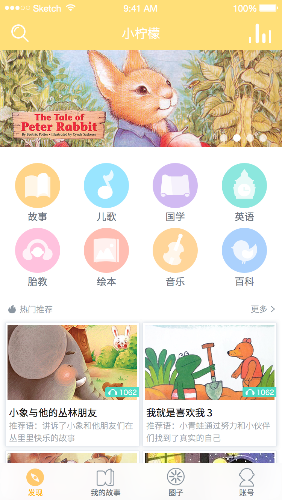 Sketch
9:41 AM
100%
小柠檬
The Tale of
Peter Rabbit
故事
儿歌
国学
英语
胎教
绘本
音乐
百科
热门推荐
更多
1062
1062
小象与他的丛林朋友
推荐语：讲诉了小象和他朋友们在
丛里里快乐的故事
我就是喜欢我 3
推荐语：小青蛙通过努力和小伙伴
们找到了真实的自己
发现
我的故事
圈子
账号